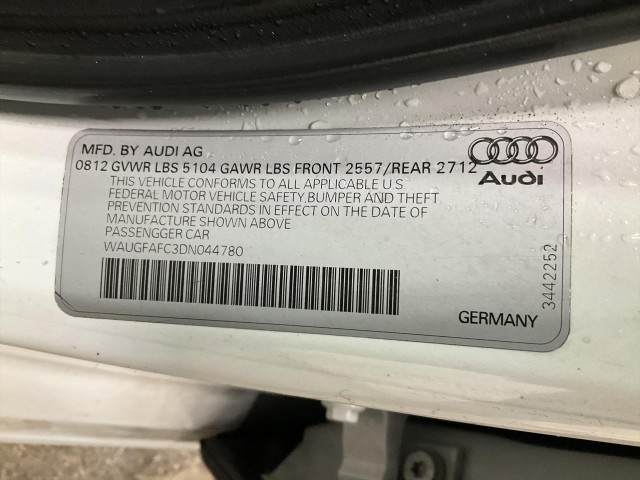 MFD. BY AUDI AG
0812 GVWR LBS 5104 GAWR LBS FRONT 2557/REAR 2712
THIS VEHICLE CONFORMS TO ALL APPLICABLE U.S
FEDERAL MOTOR VEHICLE SAFETY,BUMPER AND THEFT
PREVENTION STANDARDS IN EFFECT ON THE DATE OF
MANUFACTURE SHOWN ABOVE
PASSENGGER CAR
WAUGFAFC3DN044780
Audi
3442252
GERMANY